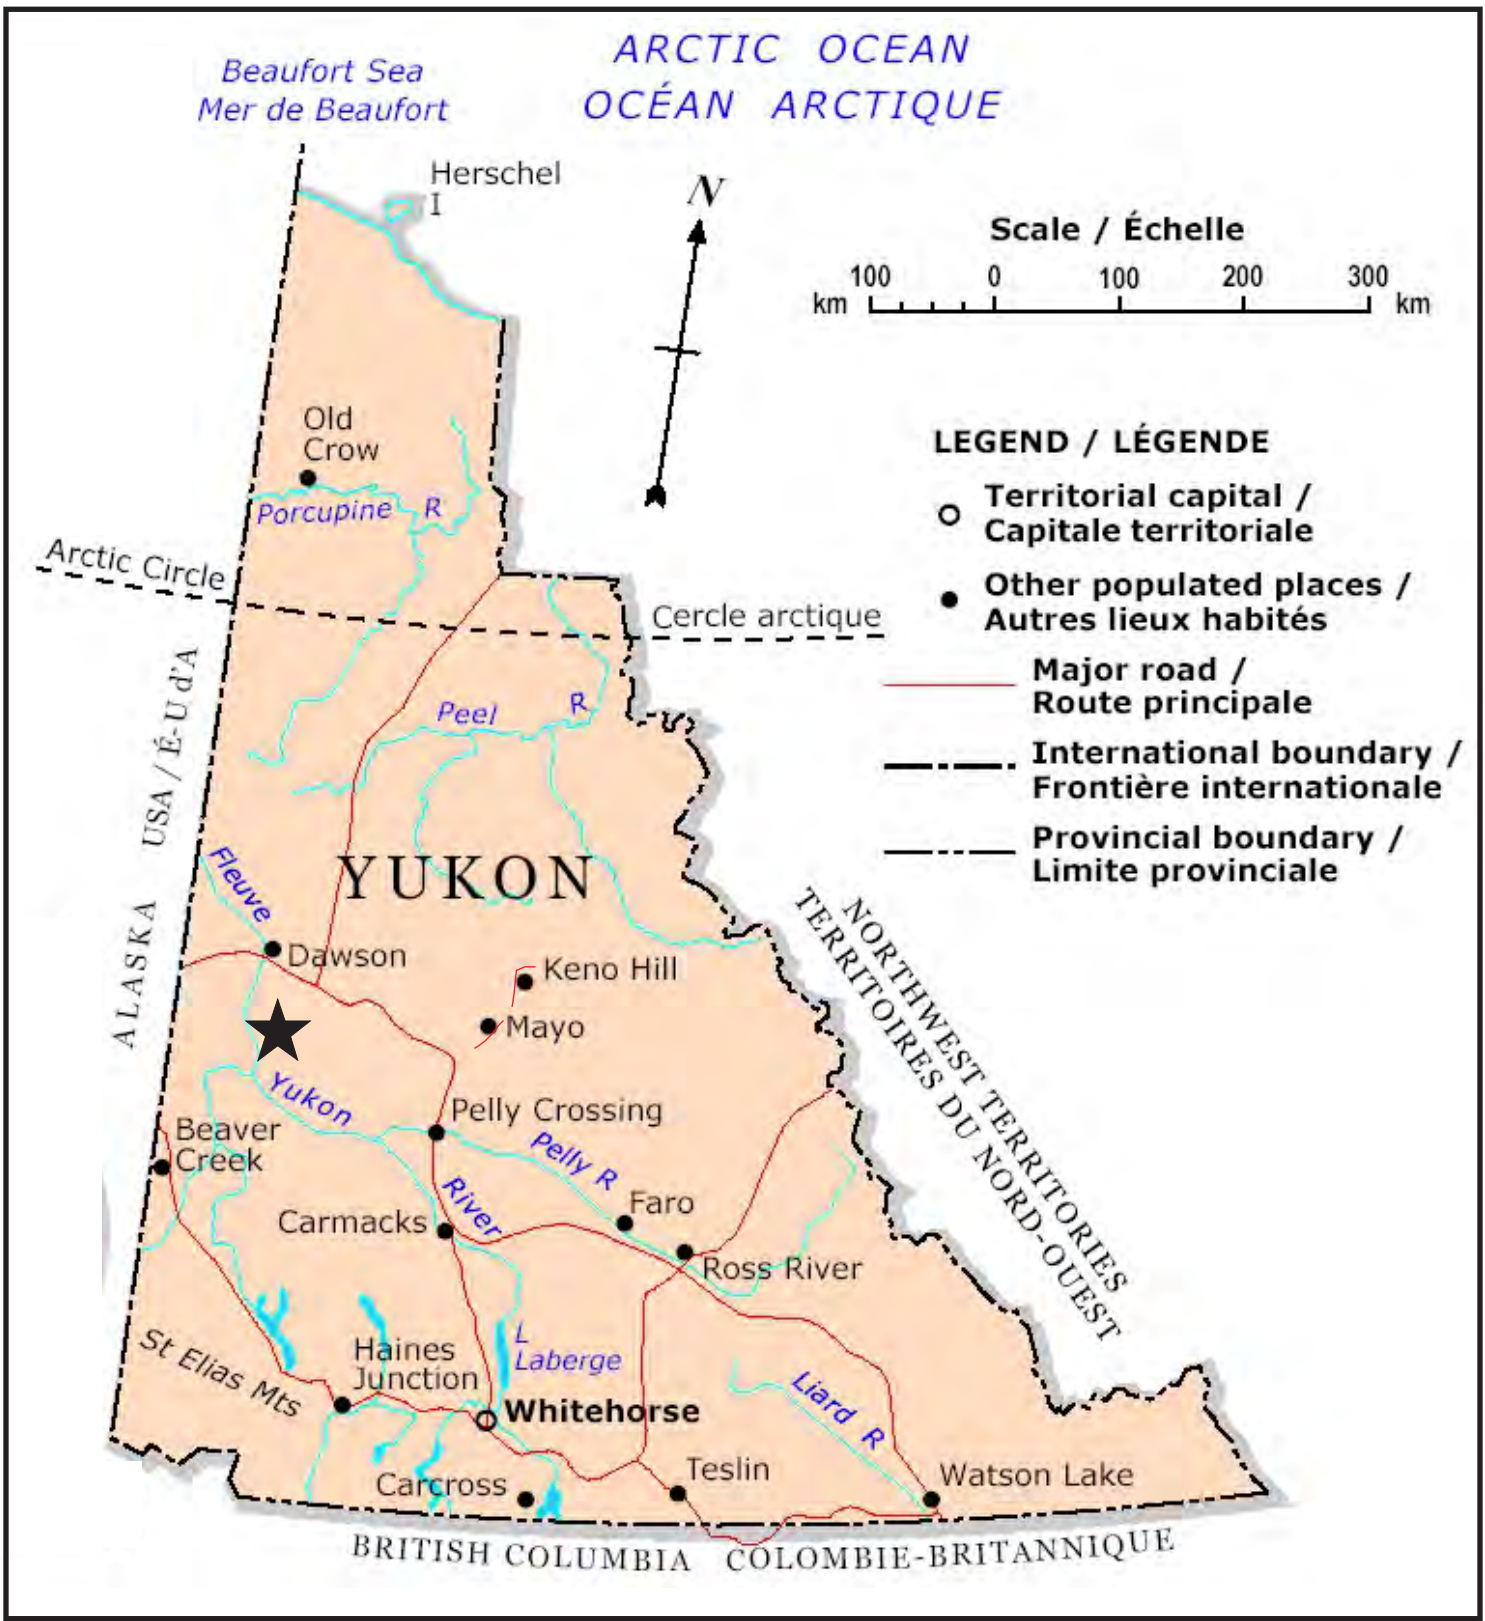 ARCTIC OCEAN
OCÉAN ARCTIQUE
Beaufort Sea
Mer de Beaufort
Herschel
I
N
Scale / Échelle
100 0 100 200 300
km km
Old
Crow
Porcupine R
Arctic Circle
Cercle arctique
LEGEND / LÉGENDE
Territorial capital /
Capitale territoriale
Other populated places /
Autres lieux habités
Major road /
Route principale
International boundary /
Frontière internationale
Provincial boundary /
Limite provinciale
ALASKA USA / É-U d'A
Peel R
YUKON
Fleuve
Dawson
Keno Hill
Mayo
NORTHWEST TERRITORIES
TERRITOIRES DU NORD-OUEST
Yukon
River
Pelly Crossing
Pelly R
Beaver
Creek
Faro
Carmacks
Ross River
St Elias Mts
Haines
Junction
L
Laberge
Whitehorse
Liard R
Carcross
Teslin
Watson Lake
BRITISH COLUMBIA COLOMBIE-BRITANNIQUE